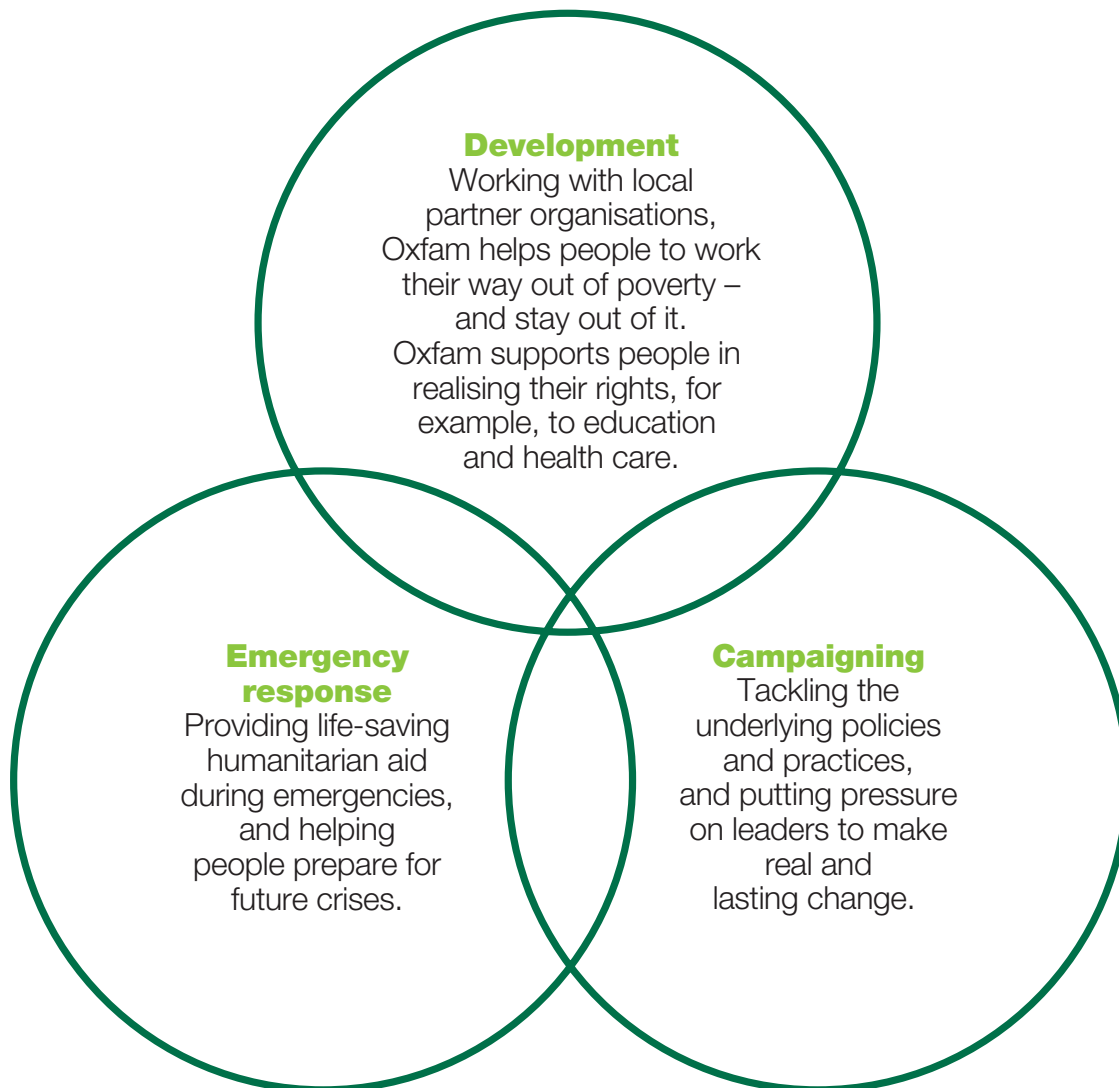 Development
Working with local
partner organisations,
Oxfam helps people to work
their way out of poverty –
and stay out of it.
Oxfam supports people in
realising their rights, for
example, to education
and health care.
Emergency
response
Providing life-saving
humanitarian aid
during emergencies,
and helping
people prepare for
future crises.
Campaigning
Tackling the
underlying policies
and practices,
and putting pressure
on leaders to make
real and
lasting change.